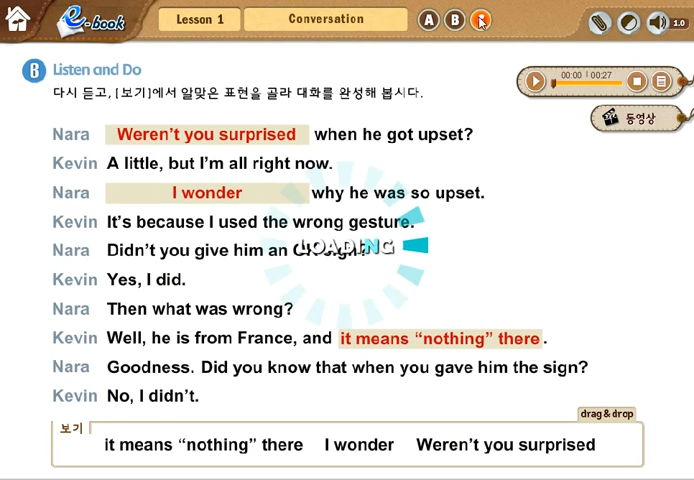 e-book
Lesson 1
Conversation
A B
1.0
B Listen and Do
다시 듣고, [보기]에서 알맞은 표현을 골라 대화를 완성해 봅시다.
00:00 | 00:27
동영상
Nara Weren't you surprised when he got upset?
Kevin A little, but I'm all right now.
Nara I wonder why he was so upset.
Kevin It's because I used the wrong gesture.
LOADING
Nara Didn't you give him an sign?
Kevin Yes, I did.
Nara Then what was wrong?
Kevin Well, he is from France, and it means “nothing” there.
Nara Goodness. Did you know that when you gave him the sign?
Kevin No, I didn't.
drag & drop
보기
it means “nothing” there I wonder Weren't you surprised